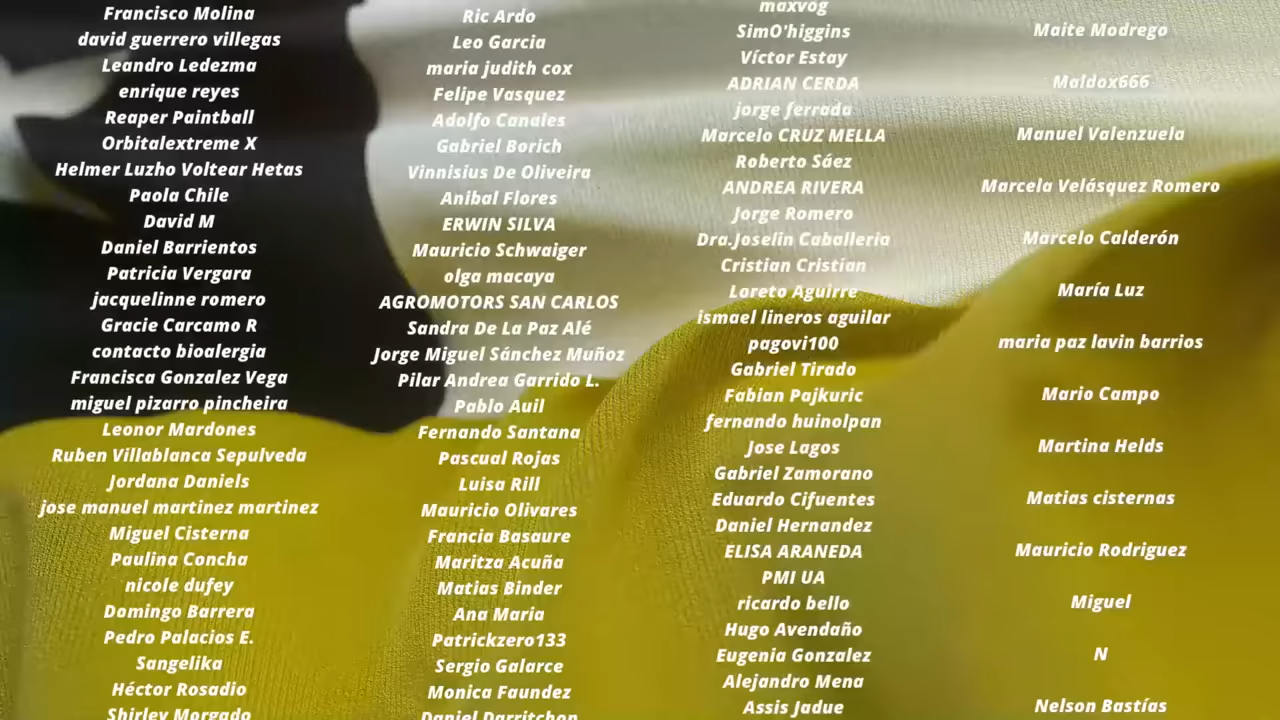 Francisco Molina
david guerrero villegas
Leandro Ledezma
enrique reyes
Reaper Paintball
Orbitalextreme X
Helmer Luzho Voltear Hetas
Paola Chile
David M
Daniel Barrientos
Patricia Vergara
jacquelinne romero
Gracie Carcamo R
contacto bioalergia
Francisca Gonzalez Vega
miguel pizarro pincheira
Leonor Mardones
Ruben Villablanca Sepulveda
Jordana Daniels
jose manuel martinez martinez
Miguel Cisterna
Paulina Concha
nicole dufey
Domingo Barrera
Pedro Palacios E.
Sangelika
Héctor Rosadio
Shirley Morgado
Ric Ardo
Leo Garcia
maria judith cox
Felipe Vasquez
Adolfo Canales
Gabriel Borich
Vinnisius De Oliveira
Anibal Flores
ERWIN SILVA
Mauricio Schwaiger
olga macaya
AGROMOTORS SAN CARLOS
Sandra De La Paz Alé
Jorge Miguel Sánchez Muñoz
Pilar Andrea Garrido L.
Pablo Auil
Fernando Santana
Pascual Rojas
Luisa Rill
Mauricio Olivares
Francia Basaure
Maritza Acuña
Matias Binder
Ana Maria
Patrickzero133
Sergio Galarce
Monica Faundez
Daniel Darritchon
maxvog
SimO'higgins
Víctor Estay
ADRIAN CERDA
jorge ferrada
Marcelo CRUZ MELLA
Roberto Sáez
ANDREA RIVERA
Jorge Romero
Dra.Joselin Caballeria
Cristian Cristian
Loreto Aguirre
ismael lineros aguilar
pagovi100
Gabriel Tirado
Fabian Pajkuric
fernando huinolpan
Jose Lagos
Gabriel Zamorano
Eduardo Cifuentes
Daniel Hernandez
ELISA ARANEDA
PMI UA
ricardo bello
Hugo Avendaño
Eugenia Gonzalez
Alejandro Mena
Assis Jadue
Maite Modrego
Maldox666
Manuel Valenzuela
Marcela Velásquez Romero
Marcelo Calderón
María Luz
maria paz lavin barrios
Mario Campo
Martina Helds
Matias cisternas
Mauricio Rodriguez
Miguel
N
Nelson Bastías